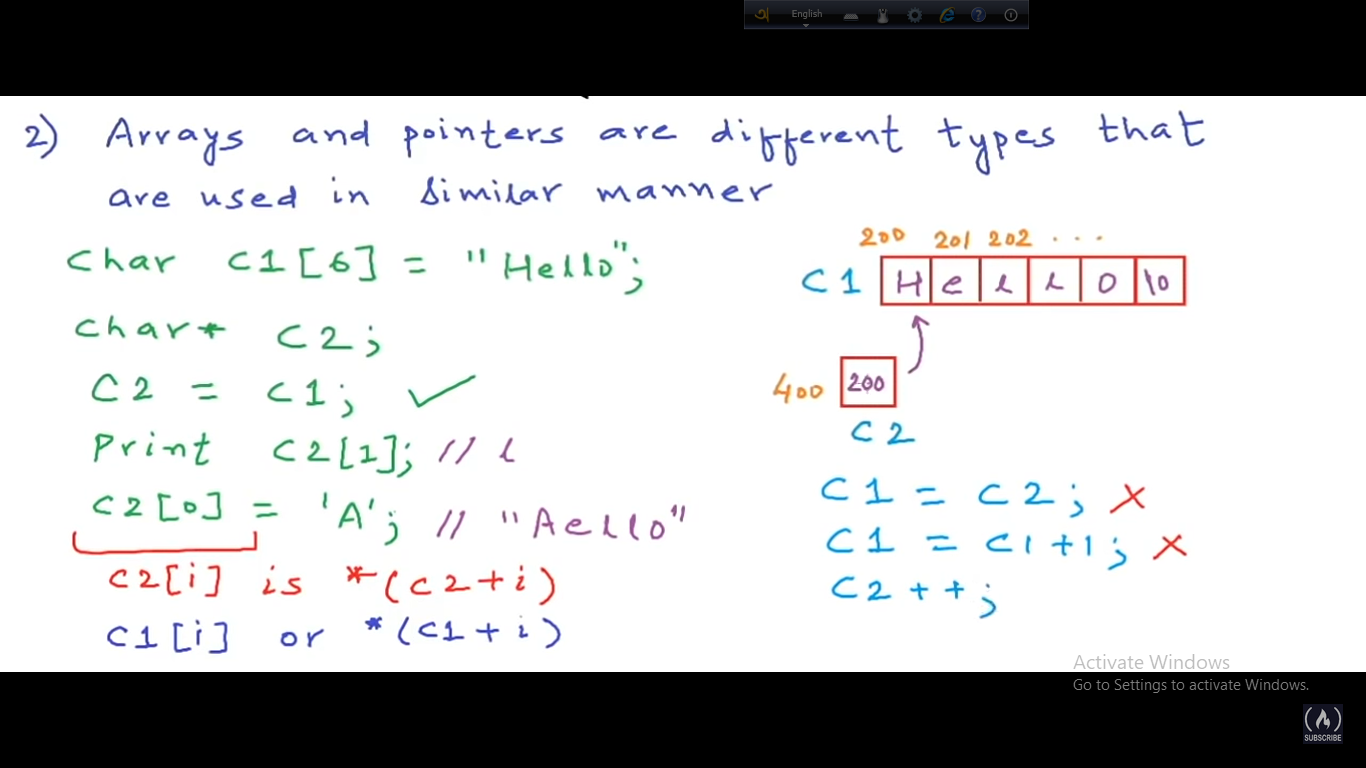 English
2) Arrays and pointers are different types that
are used in similar manner
Char C1[6] = "Hello";
Char* C2;
C2 = C1;
Print C2[1]; // l
C2[0] = 'A'; // "Aello"
C2[i] is *(C2+i)
C1[i] or *(C1+i)
200 201 202 ...
C1 H e l l o \0
400 200
C2
C1 = C2; X
C1 = C1+1; X
C2++;
Activate Windows
Go to Settings to activate Windows.
SUBSCRIBE